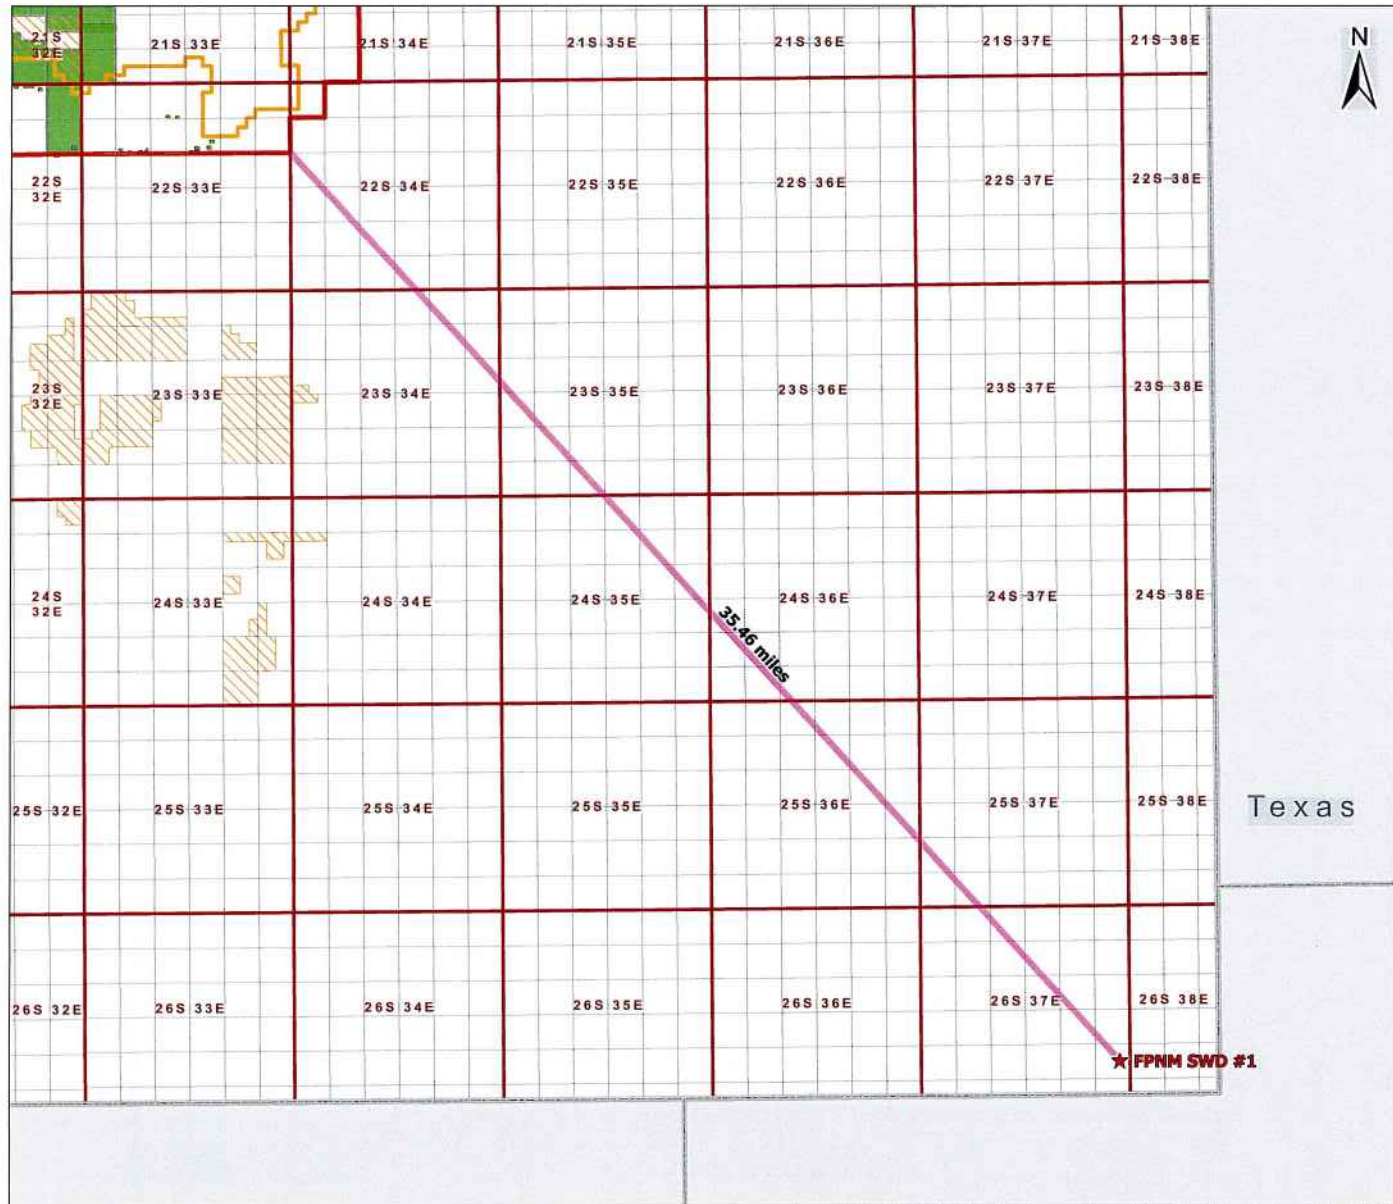 N
21S
32E
21S 33E
21S 34E
21S 35E
21S 36E
21S 37E
21S 38E
22S
32E
22S 33E
22S 34E
22S 35E
22S 36E
22S 37E
22S 38E
23S
32E
23S 33E
23S 34E
23S 35E
23S 36E
23S 37E
23S 38E
24S
32E
24S 33E
24S 34E
24S 35E
24S 36E
24S 37E
24S 38E
35.46 miles
25S 32E
25S 33E
25S 34E
25S 35E
25S 36E
25S 37E
25S 38E
Texas
26S 32E
26S 33E
26S 34E
26S 35E
26S 36E
26S 37E
26S 38E
FPNM SWD #1